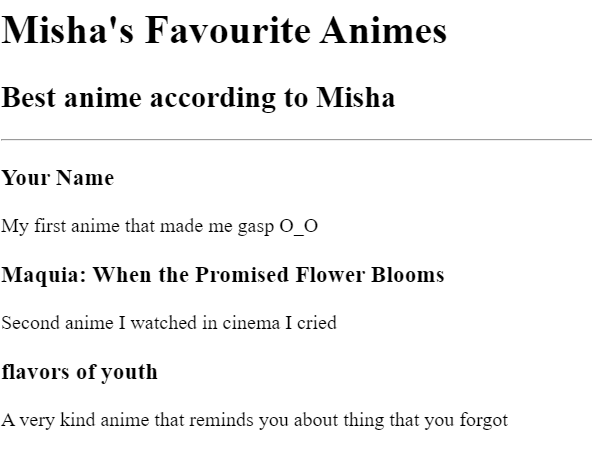 Misha's Favourite Animes
Best anime according to Misha
Your Name
My first anime that made me gasp O_O
Maquia: When the Promised Flower Blooms
Second anime I watched in cinema I cried
flavors of youth
A very kind anime that reminds you about thing that you forgot